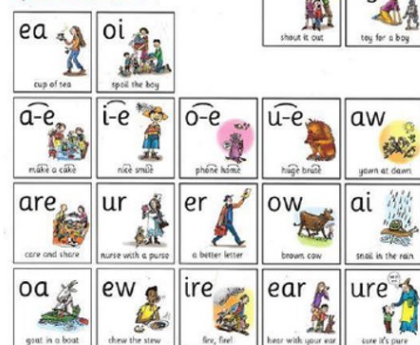 shout it out
toy for a boy
ea
cup of tea
oi
spoil the boy
a-e
make a cake
i-e
nice smile
o-e
phone home
u-e
huge brute
aw
yawn at dawn
are
care and share
ur
nurse with a purse
er
a better letter
ow
brown cow
ai
snail in the rain
oa
goat in a boat
ew
chew the stew
ire
fire, fire!
ear
hear with your ear
ure
sure it's pure